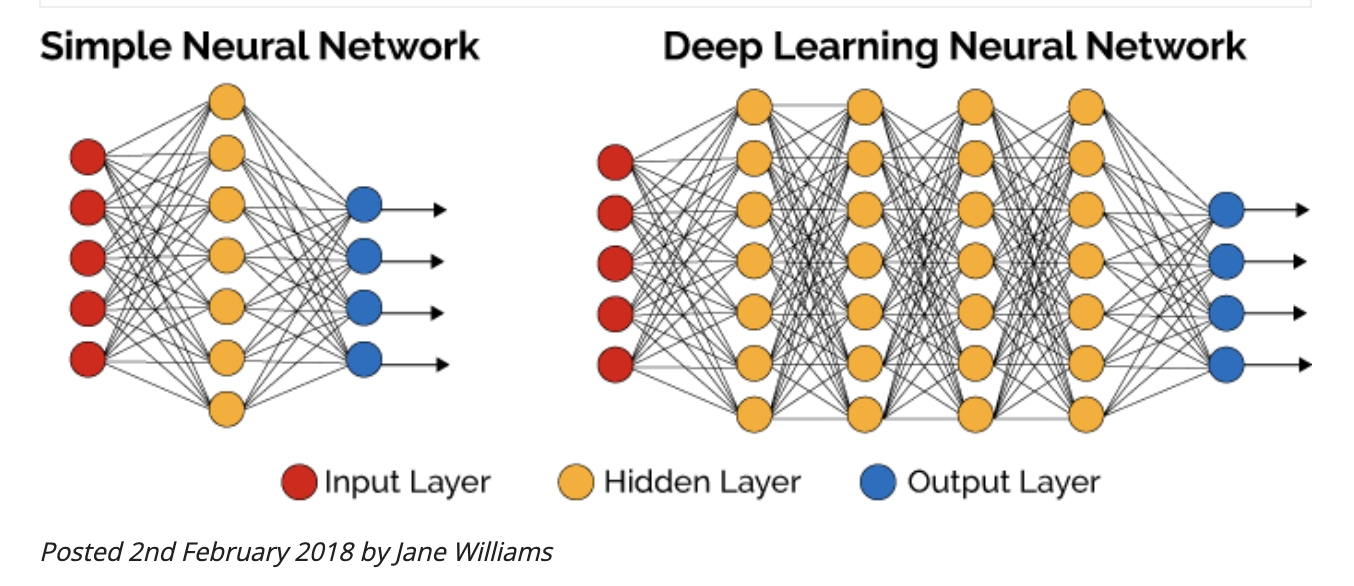 Simple Neural Network
Deep Learning Neural Network
Input Layer
Hidden Layer
Output Layer
Posted 2nd February 2018 by Jane Williams